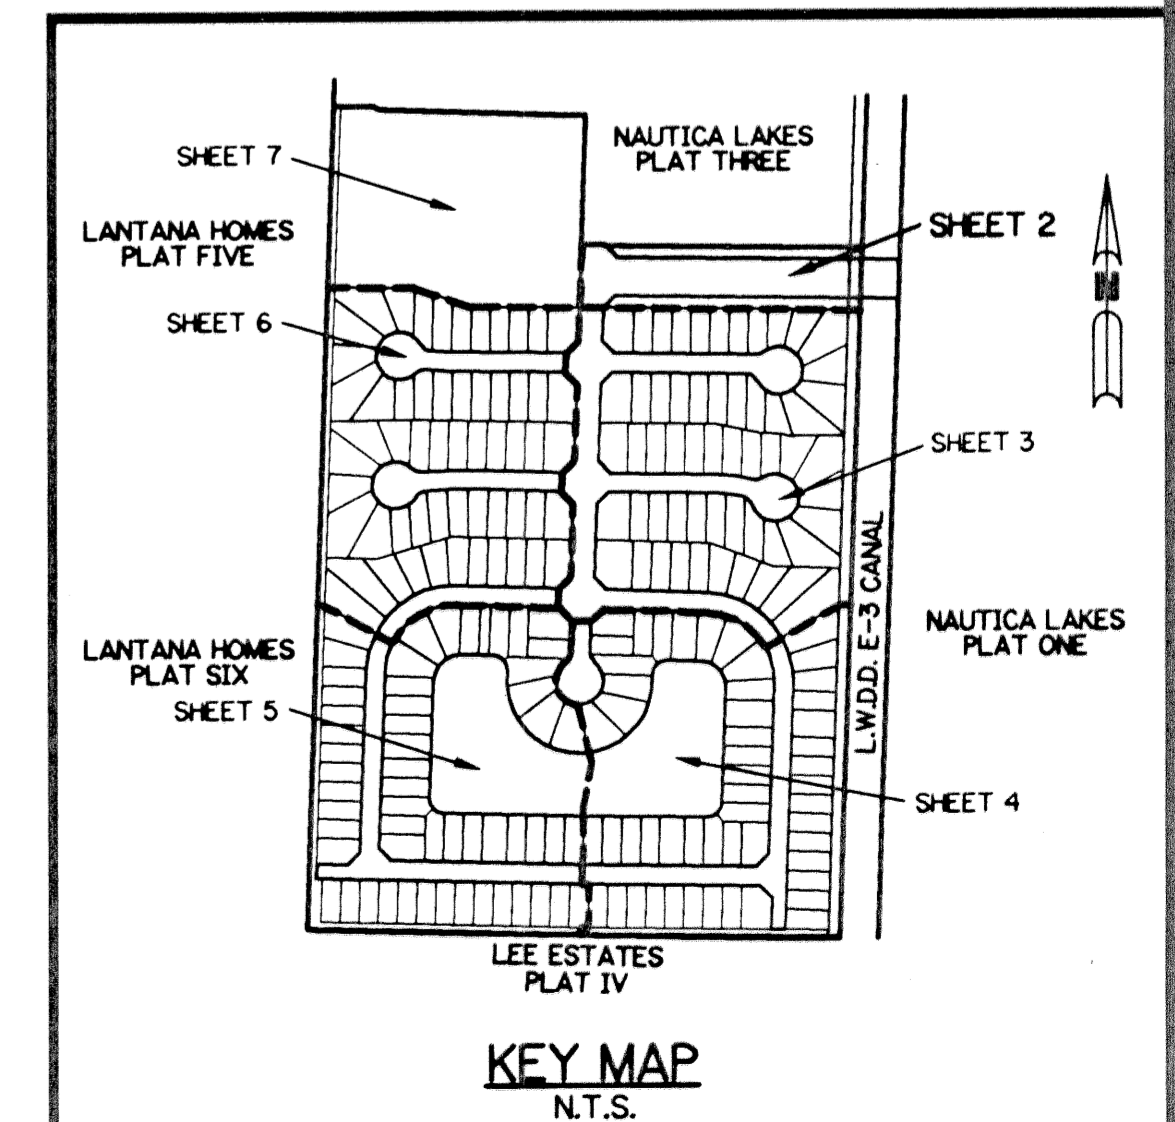 NAUTICA LAKES
PLAT THREE
SHEET 7
SHEET 2
LANTANA HOMES
PLAT FIVE
N
SHEET 6
SHEET 3
L.W.D.D. E-3 CANAL
NAUTICA LAKES
PLAT ONE
LANTANA HOMES
PLAT SIX
SHEET 5
SHEET 4
LEE ESTATES
PLAT IV
KEY MAP
N.T.S.